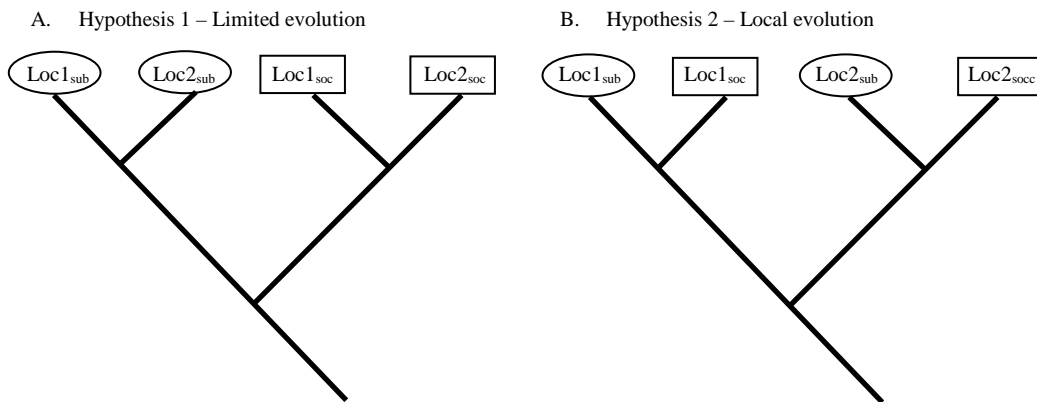 A. Hypothesis 1 – Limited evolution
Loc1sub Loc2sub Loc1soc Loc2soc
B. Hypothesis 2 – Local evolution
Loc1sub Loc1soc Loc2sub Loc2socc